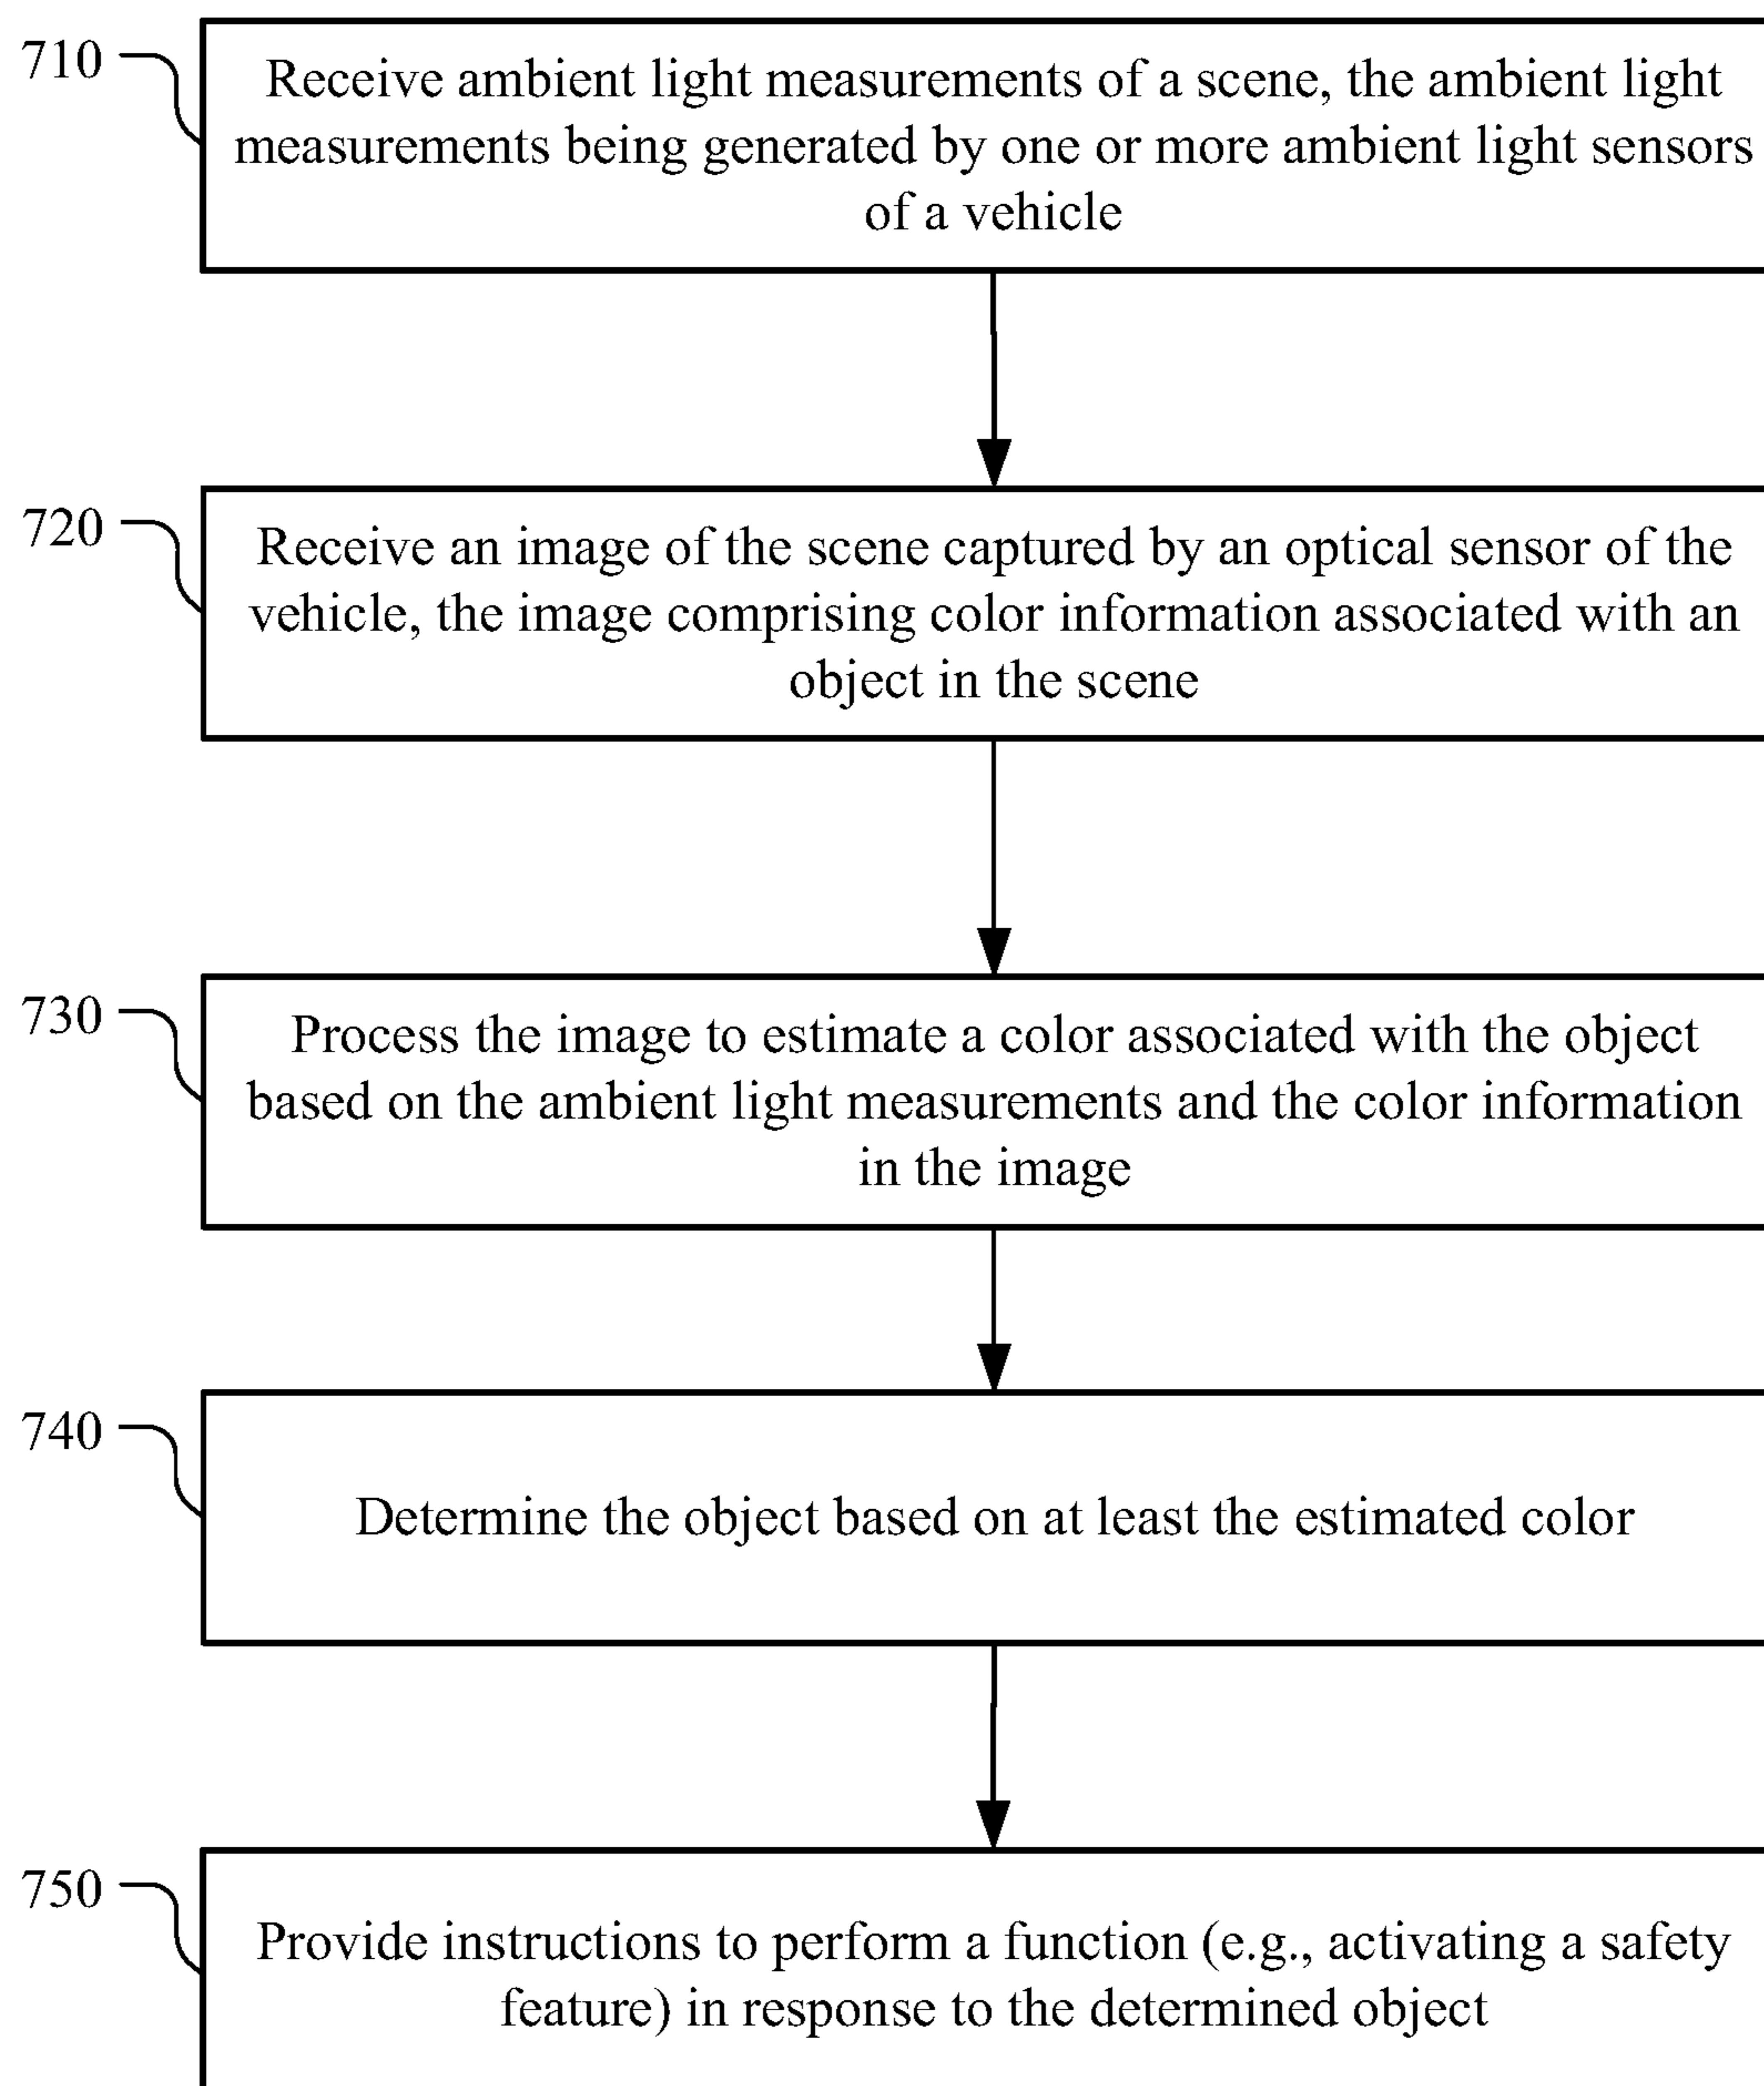 710
Receive ambient light measurements of a scene, the ambient light
measurements being generated by one or more ambient light sensors
of a vehicle
720
Receive an image of the scene captured by an optical sensor of the
vehicle, the image comprising color information associated with an
object in the scene
730
Process the image to estimate a color associated with the object
based on the ambient light measurements and the color information
in the image
740
Determine the object based on at least the estimated color
750
Provide instructions to perform a function (e.g., activating a safety
feature) in response to the determined object